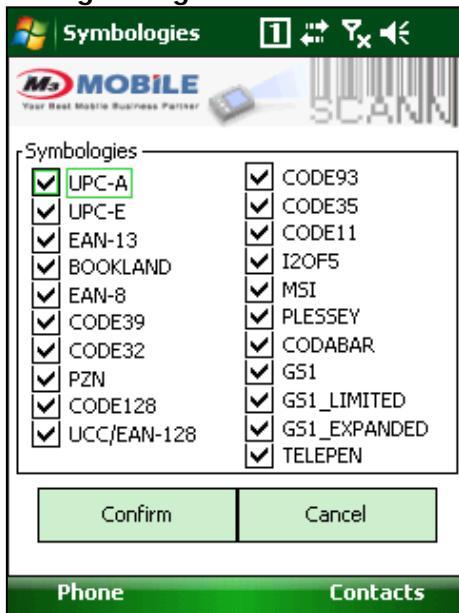 Symbologies
1
M3 MOBILE
Your Best Mobile Business Partner
SCANN
Symbologies
UPC-A
UPC-E
EAN-13
BOOKLAND
EAN-8
CODE39
CODE32
PZN
CODE128
UCC/EAN-128
CODE93
CODE35
CODE11
I2OF5
MSI
PLESSEY
CODABAR
GS1
GS1_LIMITED
GS1_EXPANDED
TELEPEN
Confirm
Cancel
Phone
Contacts